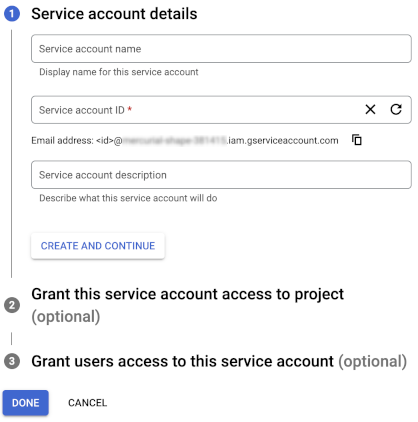 1 Service account details
Service account name
Display name for this service account
Service account ID *
Email address: <id>@ .iam.gserviceaccount.com
Service account description
Describe what this service account will do
CREATE AND CONTINUE
2 Grant this service account access to project
(optional)
3 Grant users access to this service account (optional)
DONE CANCEL